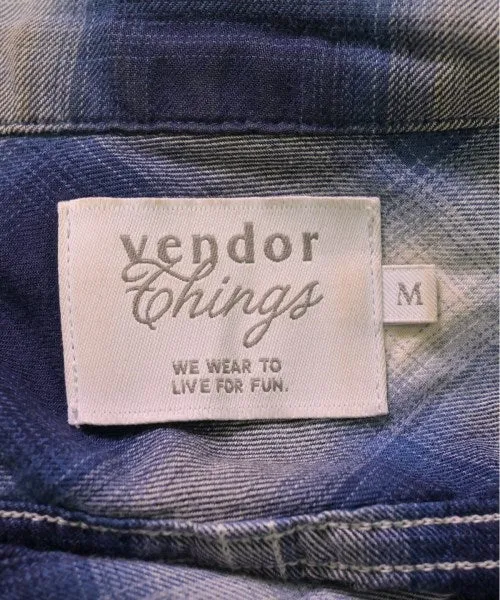 vendor
Things
WE WEAR TO
LIVE FOR FUN.
M